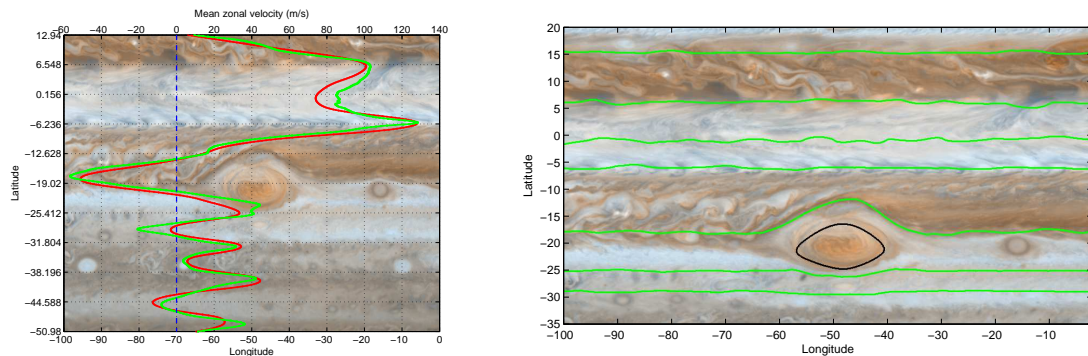 Mean zonal velocity (m/s)
−60 −40 −20 0 20 40 60 80 100 120 140
12.94
6.548
0.156
−6.236
−12.628
−19.02
−25.412
−31.804
−38.196
−44.588
−50.98
Latitude
−100 −90 −80 −70 −60 −50 −40 −30 −20 −10 0
Longitude
20
15
10
5
0
−5
−10
−15
−20
−25
−30
−35
Latitude
−100 −90 −80 −70 −60 −50 −40 −30 −20 −10
Longitude